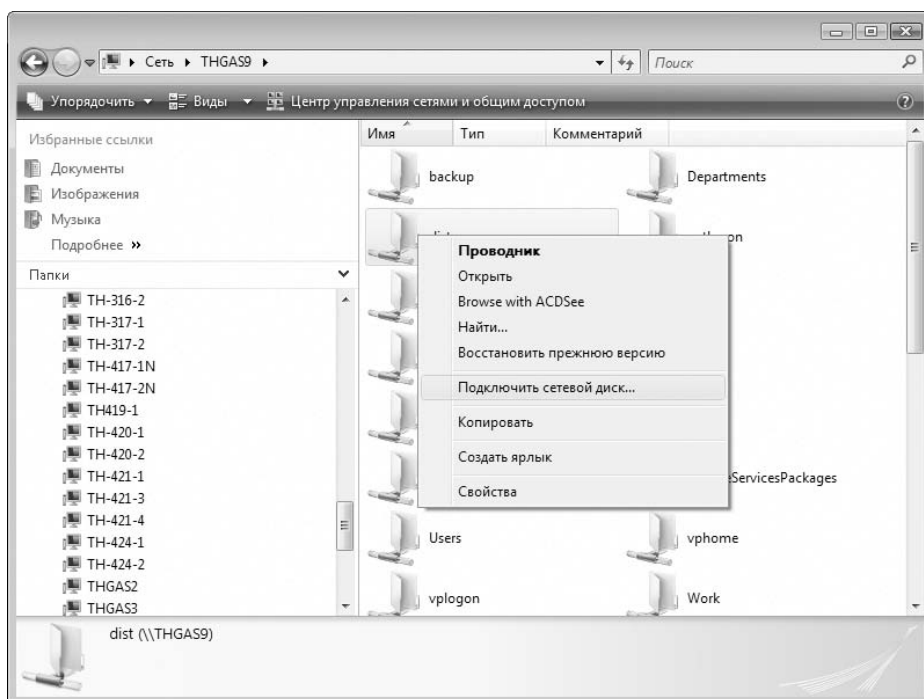 Сеть THGAS9
Поиск
Упорядочить Виды Центр управления сетями и общим доступом
Избранные ссылки
Документы
Изображения
Музыка
Подробнее »
Папки
TH-316-2
TH-317-1
TH-317-2
TH-417-1N
TH-417-2N
TH419-1
TH-420-1
TH-420-2
TH-421-1
TH-421-3
TH-421-4
TH-424-1
TH-424-2
THGAS2
THGAS3
Имя Тип Комментарий
backup Departments
Проводник
Открыть
Browse with ACDSee
Найти...
Восстановить прежнюю версию
Подключить сетевой диск...
Копировать
Создать ярлык
Свойства
Users vphome
vplogon Work
dist (\\THGAS9)